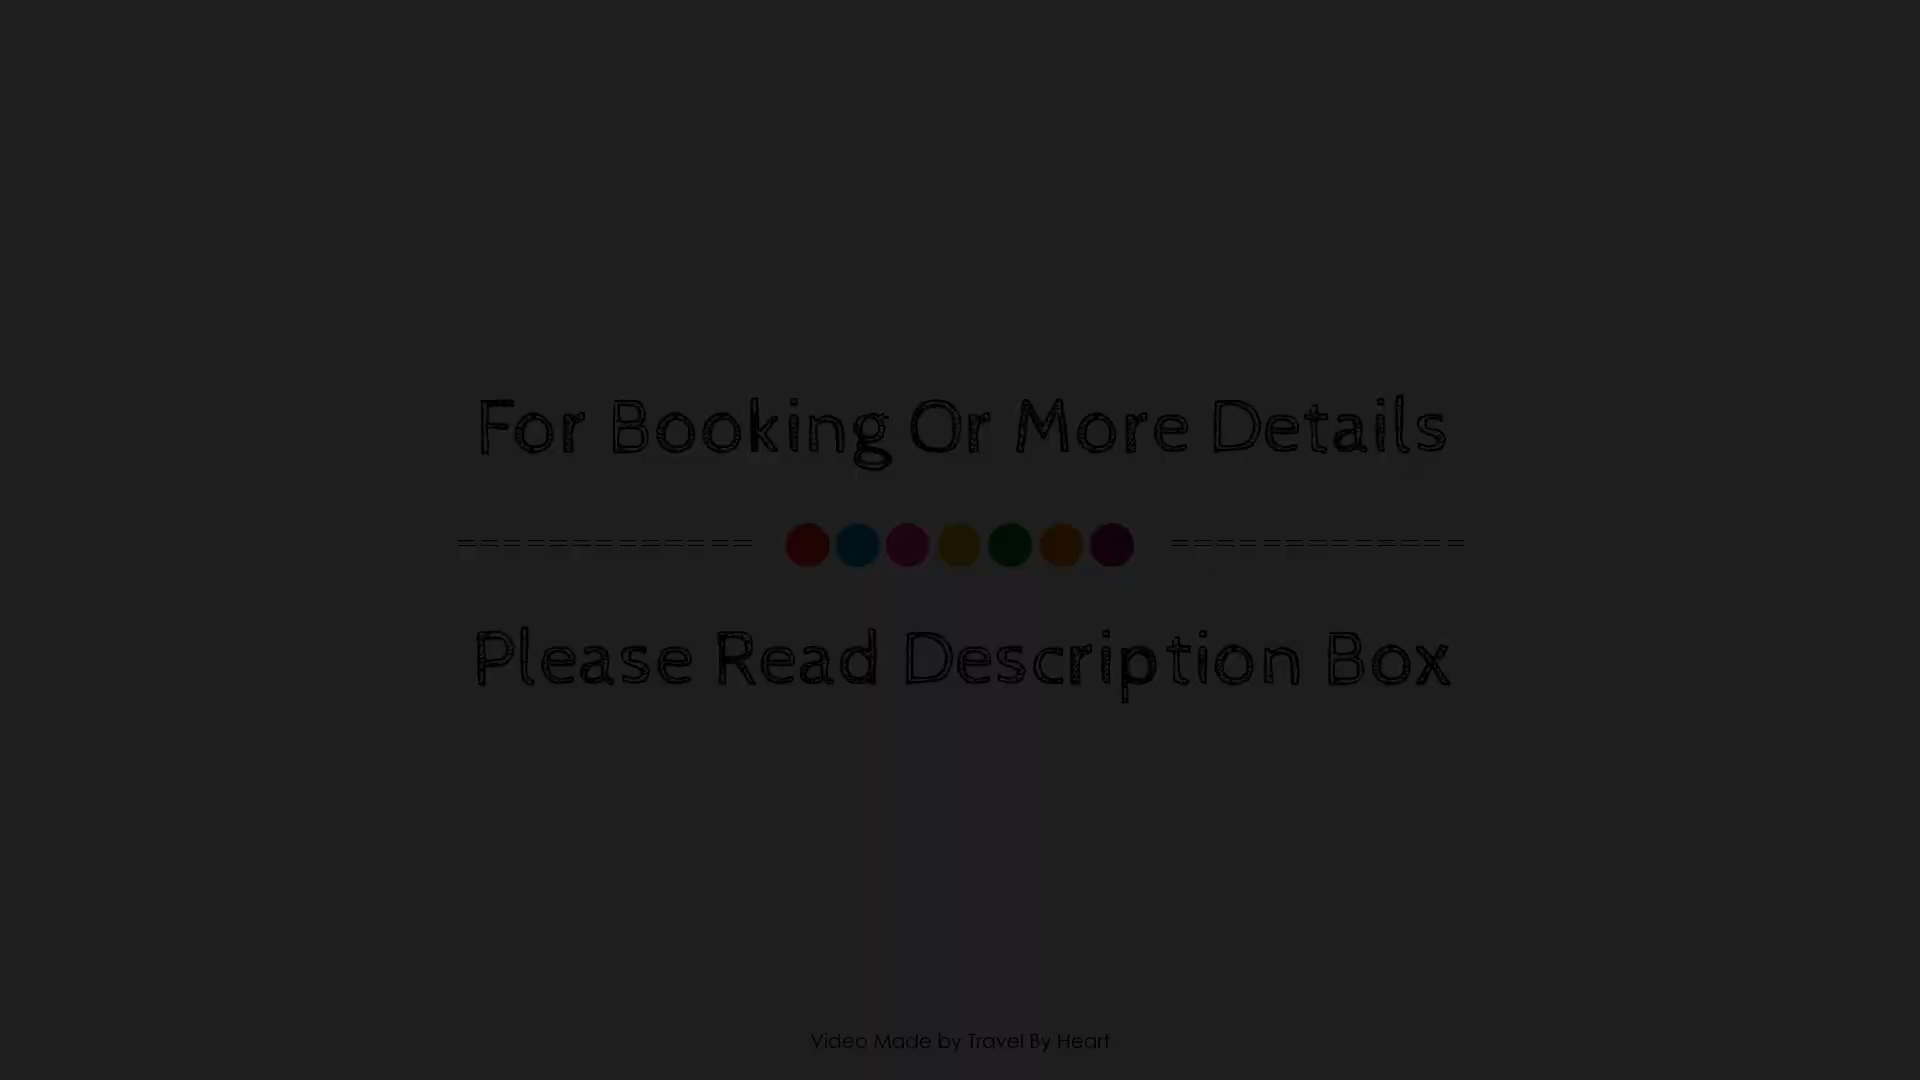 For Booking Or More Details
============= =============
Please Read Description Box
Video Made by Travel By Heart